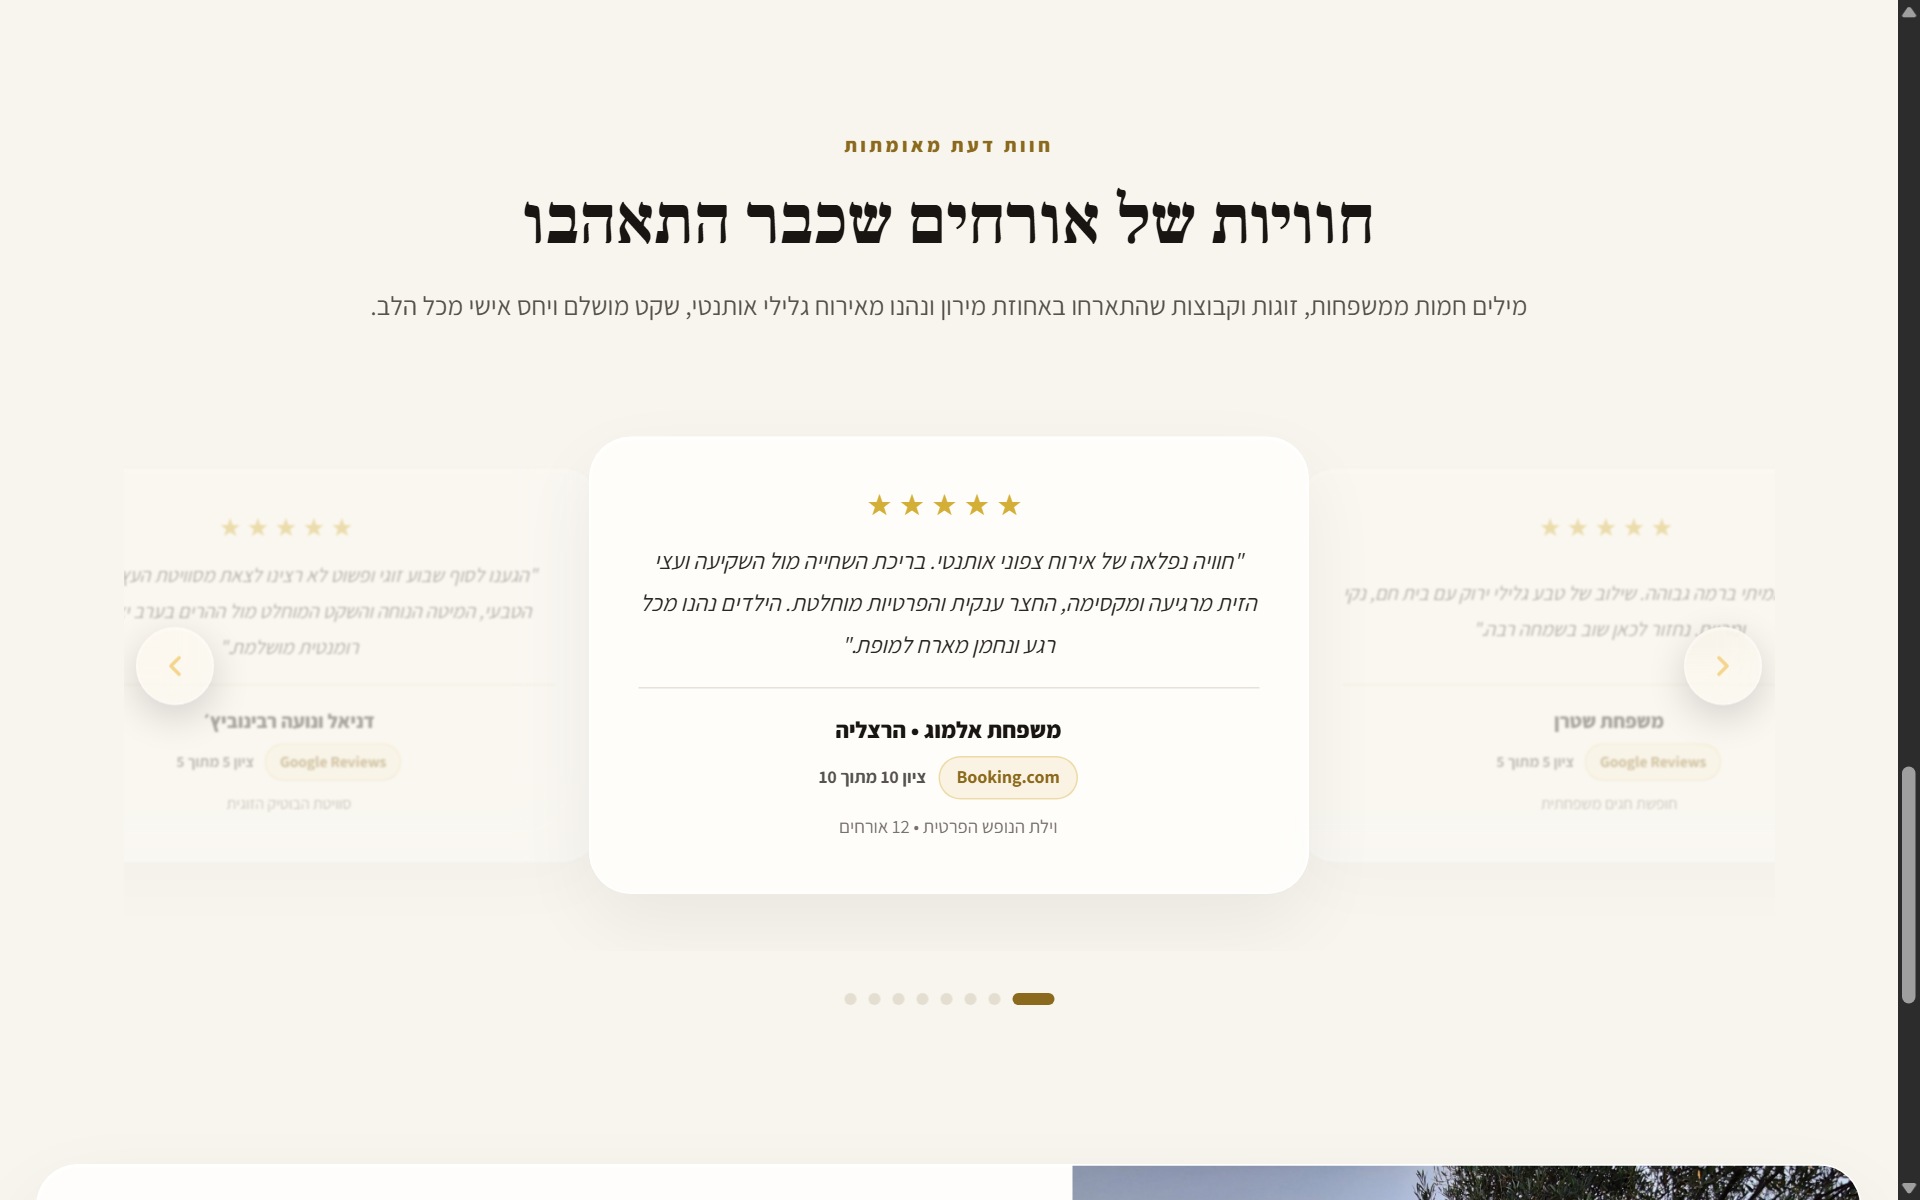 חוות דעת מאומתות
חוויות של אורחים שכבר התאהבו
מילים חמות ממשפחות, זוגות וקבוצות שהתארחו באחוזת מירון ונהנו מאירוח גלילי אותנטי, שקט מושלם ויחס אישי מכל הלב.
מיתי ברמה גבוהה. שילוב של טבע גלילי ירוק עם בית חם, נקי
נחזור לכאן שוב בשמחה רבה."
משפחת שטרן
Google Reviews ציון 5 מתוך 5
חופשת חגים משפחתית
"חוויה נפלאה של אירוח צפוני אותנטי. בריכת השחייה מול השקיעה ועצי
הזית מרגיעה ומקסימה, החצר ענקית והפרטיות מוחלטת. הילדים נהנו מכל
רגע ונחמן מארח למופת."
משפחת אלמוג • הרצליה
Booking.com ציון 10 מתוך 10
וילת הנופש הפרטית • 12 אורחים
"הגענו לסוף שבוע זוגי ופשוט לא רצינו לצאת מסוויטת העץ
הטבעי, המיטה הנוחה והשקט המוחלט מול ההרים בערב
רומנטית מושלמת."
דניאל ונועה רבינוביץ׳
Google Reviews ציון 5 מתוך 5
סוויטת הבוטיק הזוגית